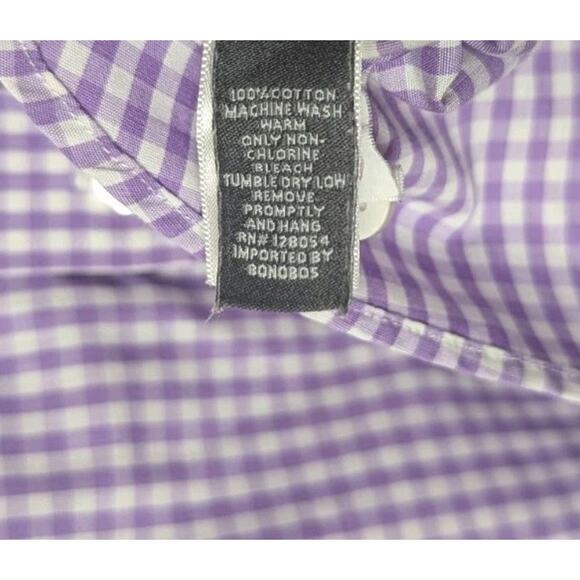 100% COTTON
MACHINE WASH
WARM
ONLY NON-
CHLORINE
BLEACH
TUMBLE DRY LOW
REMOVE
PROMPTLY
AND HANG
RN# 128054
IMPORTED BY
BONOBOS